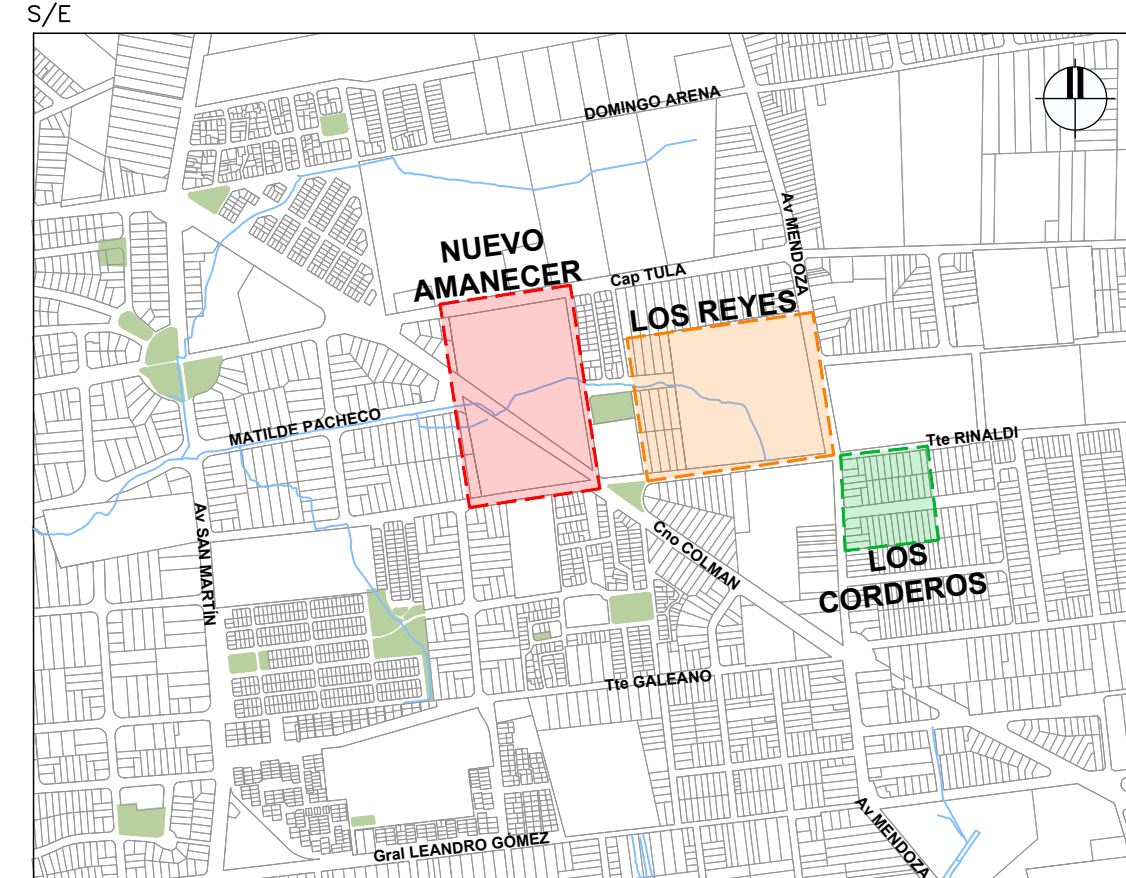 S/E
DOMINGO ARENA
Av MENDOZA
NUEVO
AMANECER
Cap TULA
LOS REYES
MATILDE PACHECO
Tte RINALDI
Av SAN MARTÍN
Cno COLMAN
LOS
CORDEROS
Tte GALEANO
Av MENDOZA
Gral LEANDRO GÓMEZ